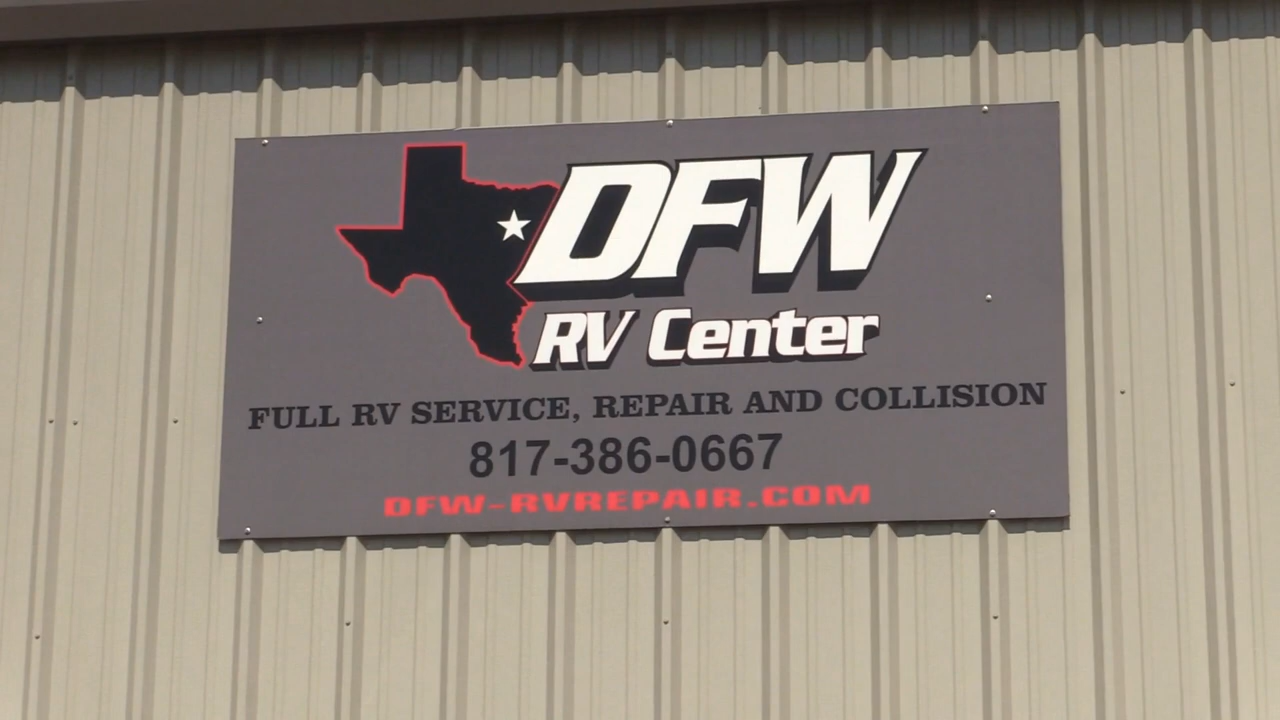 DFW
RV Center
FULL RV SERVICE, REPAIR AND COLLISION
817-386-0667
DFW-RVREPAIR.COM